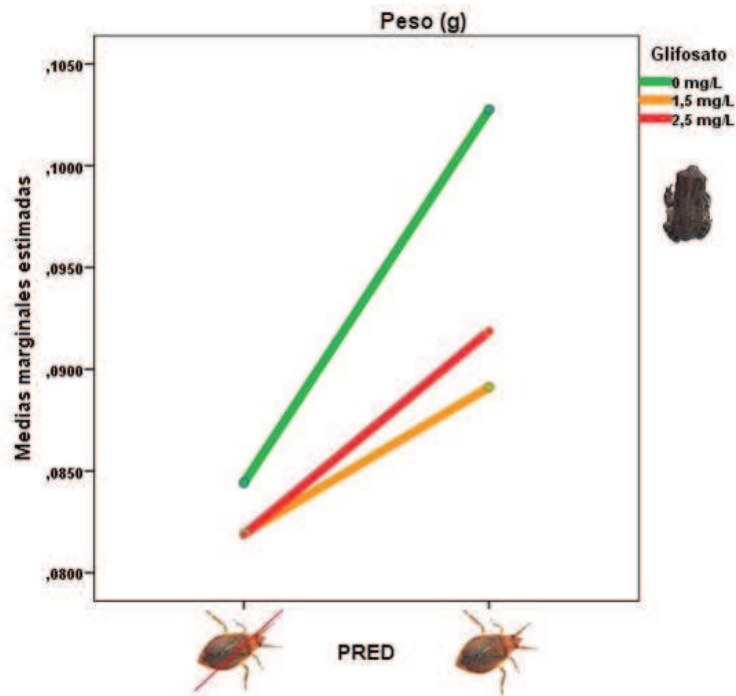 Peso (g)
Glifosato
0 mg/L
1,5 mg/L
2,5 mg/L
Medias marginales estimadas
,1050
,1000
,0950
,0900
,0850
,0800
PRED